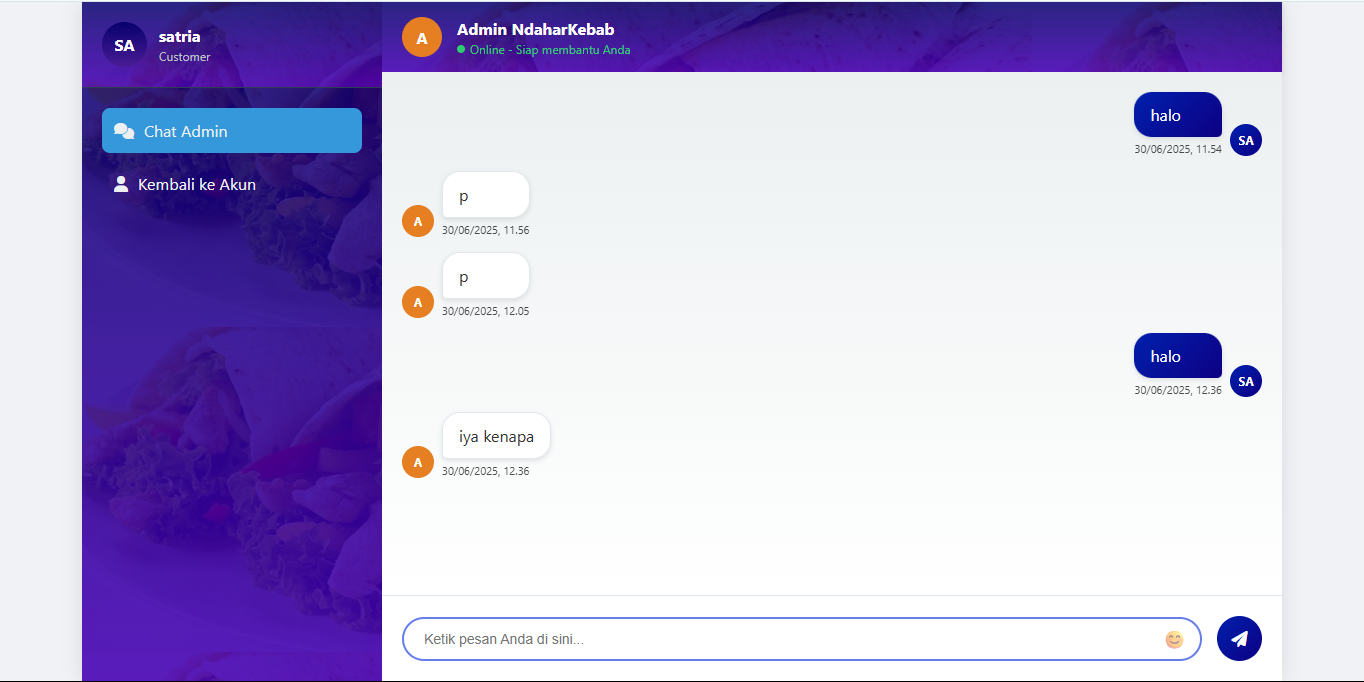 SA
satria
Customer
Chat Admin
Kembali ke Akun
A
Admin NdaharKebab
Online - Siap membantu Anda
halo
30/06/2025, 11.54
SA
p
A
30/06/2025, 11.56
p
A
30/06/2025, 12.05
halo
30/06/2025, 12.36
SA
iya kenapa
A
30/06/2025, 12.36
Ketik pesan Anda di sini...